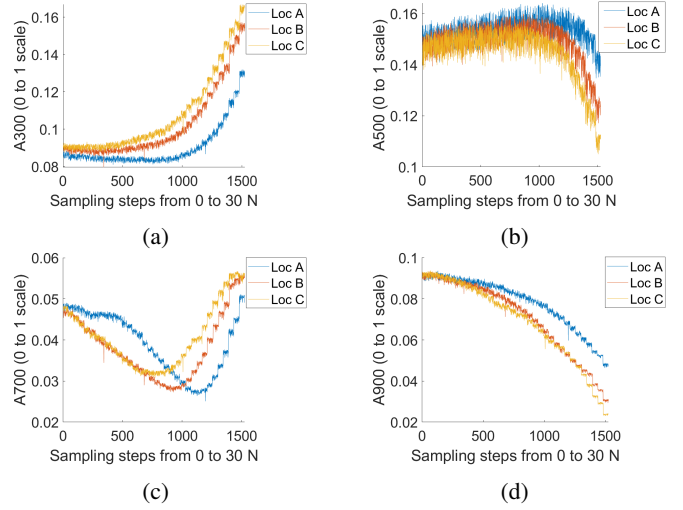 0.16
0.14
0.12
0.1
0.08
A300 (0 to 1 scale)
0 500 1000 1500
Sampling steps from 0 to 30 N
Loc A
Loc B
Loc C
(a)
0.16
0.14
0.12
0.1
A500 (0 to 1 scale)
0 500 1000 1500
Sampling steps from 0 to 30 N
Loc A
Loc B
Loc C
(b)
0.06
0.05
0.04
0.03
0.02
A700 (0 to 1 scale)
0 500 1000 1500
Sampling steps from 0 to 30 N
Loc A
Loc B
Loc C
(c)
0.1
0.08
0.06
0.04
0.02
A900 (0 to 1 scale)
0 500 1000 1500
Sampling steps from 0 to 30 N
Loc A
Loc B
Loc C
(d)